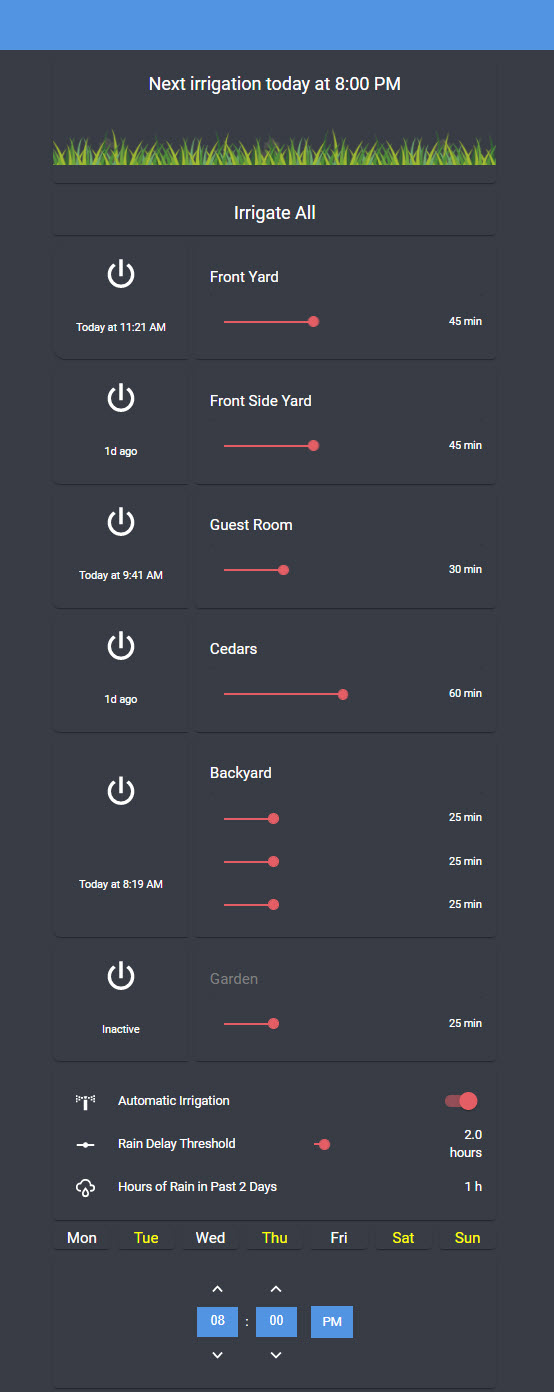 Next irrigation today at 8:00 PM
Irrigate All
Front Yard
Today at 11:21 AM
45 min
Front Side Yard
1d ago
45 min
Guest Room
Today at 9:41 AM
30 min
Cedars
1d ago
60 min
Backyard
25 min
25 min
Today at 8:19 AM
25 min
Garden
Inactive
25 min
Automatic Irrigation
Rain Delay Threshold
2.0
hours
Hours of Rain in Past 2 Days
1 h
Mon Tue Wed Thu Fri Sat Sun
08 : 00 PM